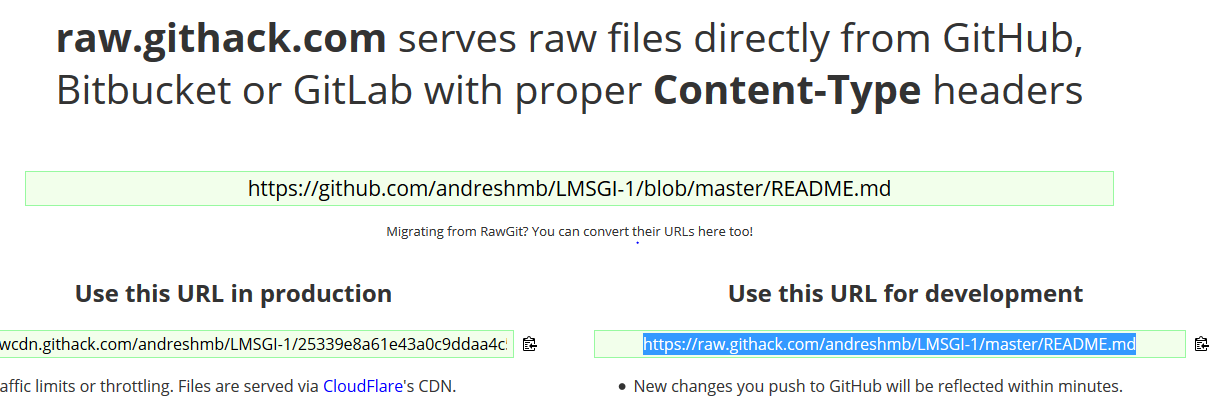 raw.githack.com serves raw files directly from GitHub,
Bitbucket or GitLab with proper Content-Type headers
https://github.com/andreshmb/LMSGI-1/blob/master/README.md
Migrating from RawGit? You can convert their URLs here too!
Use this URL in production
wcdn.githack.com/andreshmb/LMSGI-1/25339e8a61e43a0c9ddaa4c
affic limits or throttling. Files are served via CloudFlare's CDN.
Use this URL for development
https://raw.githack.com/andreshmb/LMSGI-1/master/README.md
• New changes you push to GitHub will be reflected within minutes.